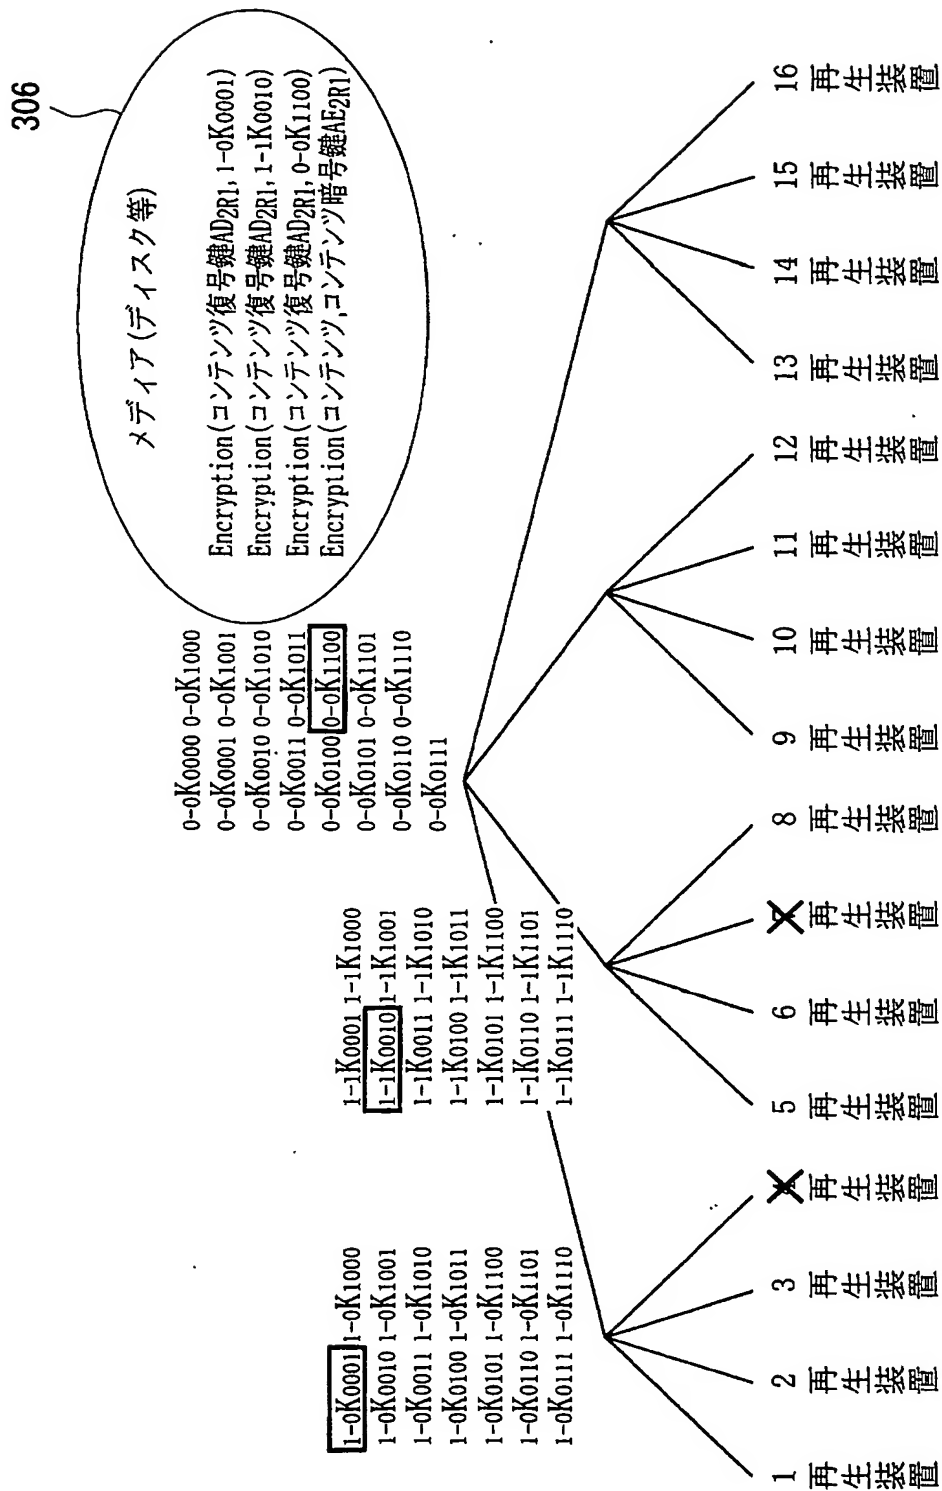 306
メディア(ディスク等)
Encryption(コンテンツ復号鍵AD2R1, 1-0K0001)
Encryption(コンテンツ復号鍵AD2R1, 1-1K0010)
Encryption(コンテンツ復号鍵AD2R1, 0-0K1100)
Encryption(コンテンツ,コンテンツ暗号鍵AE2R1)
0-0K0000 0-0K1000
0-0K0001 0-0K1001
0-0K0010 0-0K1010
0-0K0011 0-0K1011
0-0K0100 0-0K1100
0-0K0101 0-0K1101
0-0K0110 0-0K1110
0-0K0111
1-1K0001 1-1K1000
1-1K0010 1-1K1001
1-1K0011 1-1K1010
1-1K0100 1-1K1011
1-1K0101 1-1K1100
1-1K0110 1-1K1101
1-1K0111 1-1K1110
1-0K0001 1-0K1000
1-0K0010 1-0K1001
1-0K0011 1-0K1010
1-0K0100 1-0K1011
1-0K0101 1-0K1100
1-0K0110 1-0K1101
1-0K0111 1-0K1110
1 再生装置
2 再生装置
3 再生装置
再生装置
5 再生装置
6 再生装置
再生装置
8 再生装置
9 再生装置
10 再生装置
11 再生装置
12 再生装置
13 再生装置
14 再生装置
15 再生装置
16 再生装置